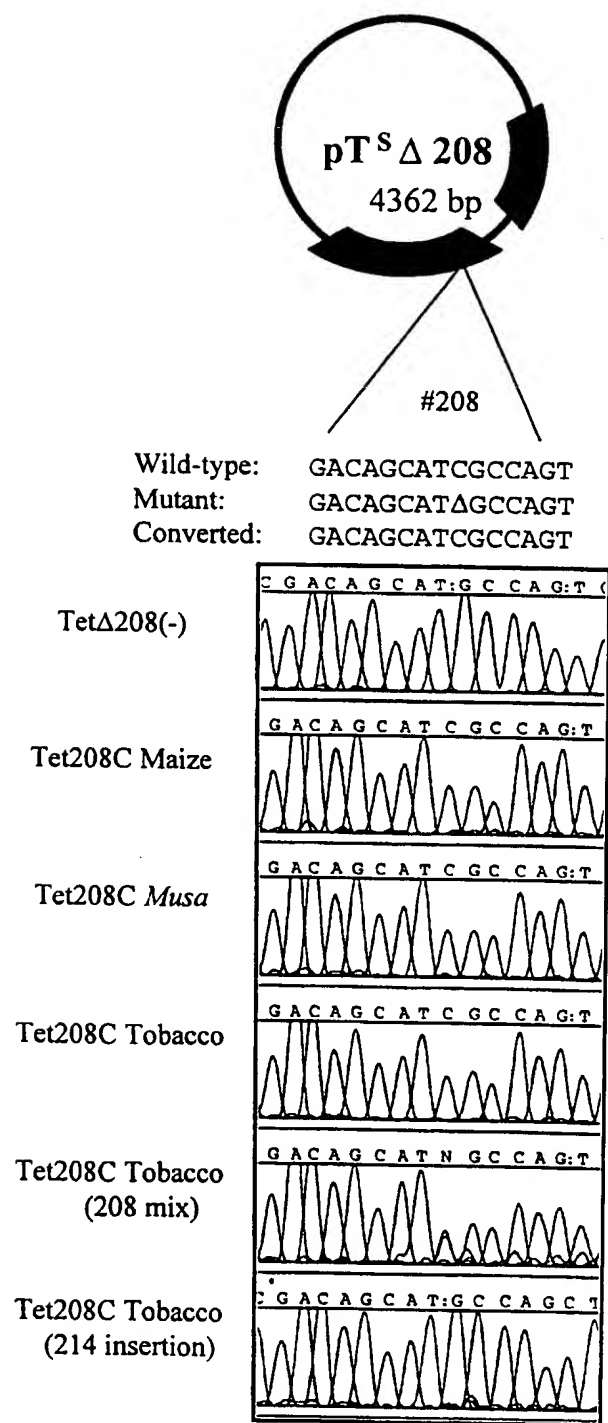 pTˢ Δ 208
4362 bp
#208
Wild-type: GACAGCATCGCCAGT
Mutant: GACAGCATΔGCCAGT
Converted: GACAGCATCGCCAGT
TetΔ208(-)
C G A C A G C A T : G C C A G : T
Tet208C Maize
G A C A G C A T C G C C A G : T
Tet208C Musa
G A C A G C A T C G C C A G : T
Tet208C Tobacco
G A C A G C A T C G C C A G : T
Tet208C Tobacco
(208 mix)
G A C A G C A T N G C C A G : T
Tet208C Tobacco
(214 insertion)
C G A C A G C A T : G C C A G C T